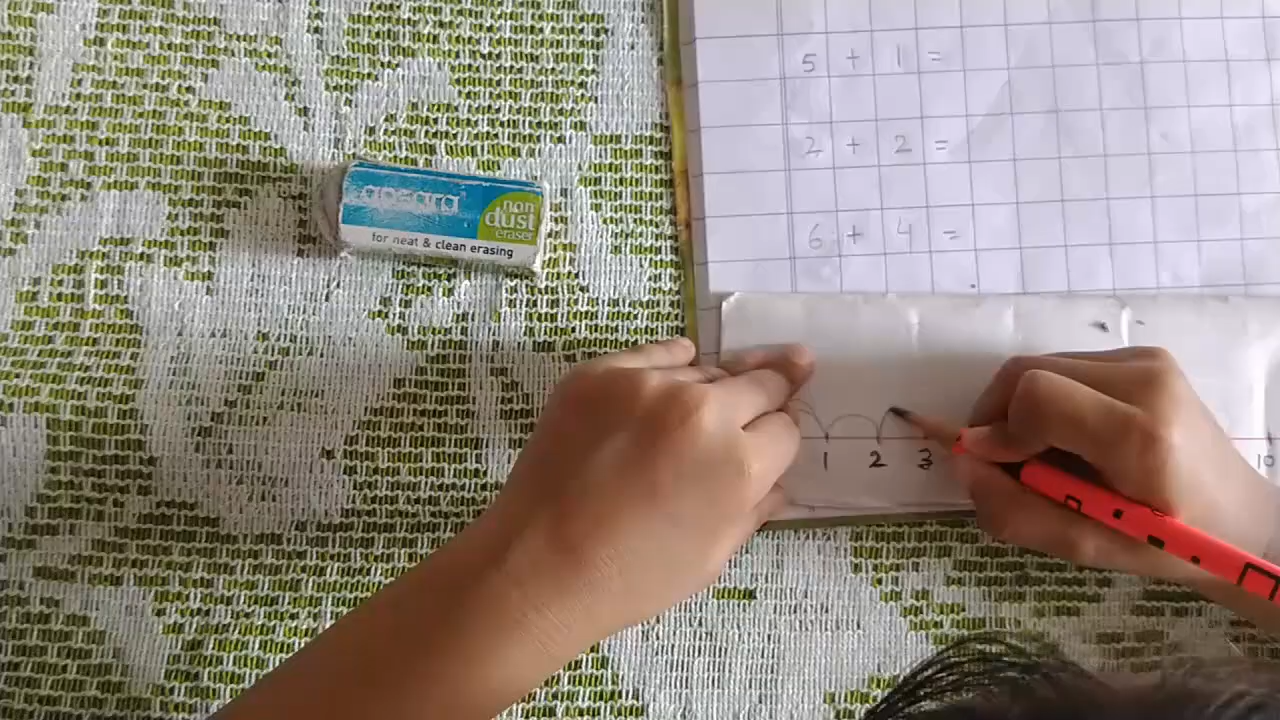 5 + 1 =
2 + 2 =
6 + 4 =
apsara
non
dust
eraser
for neat & clean erasing
1 2 3 10